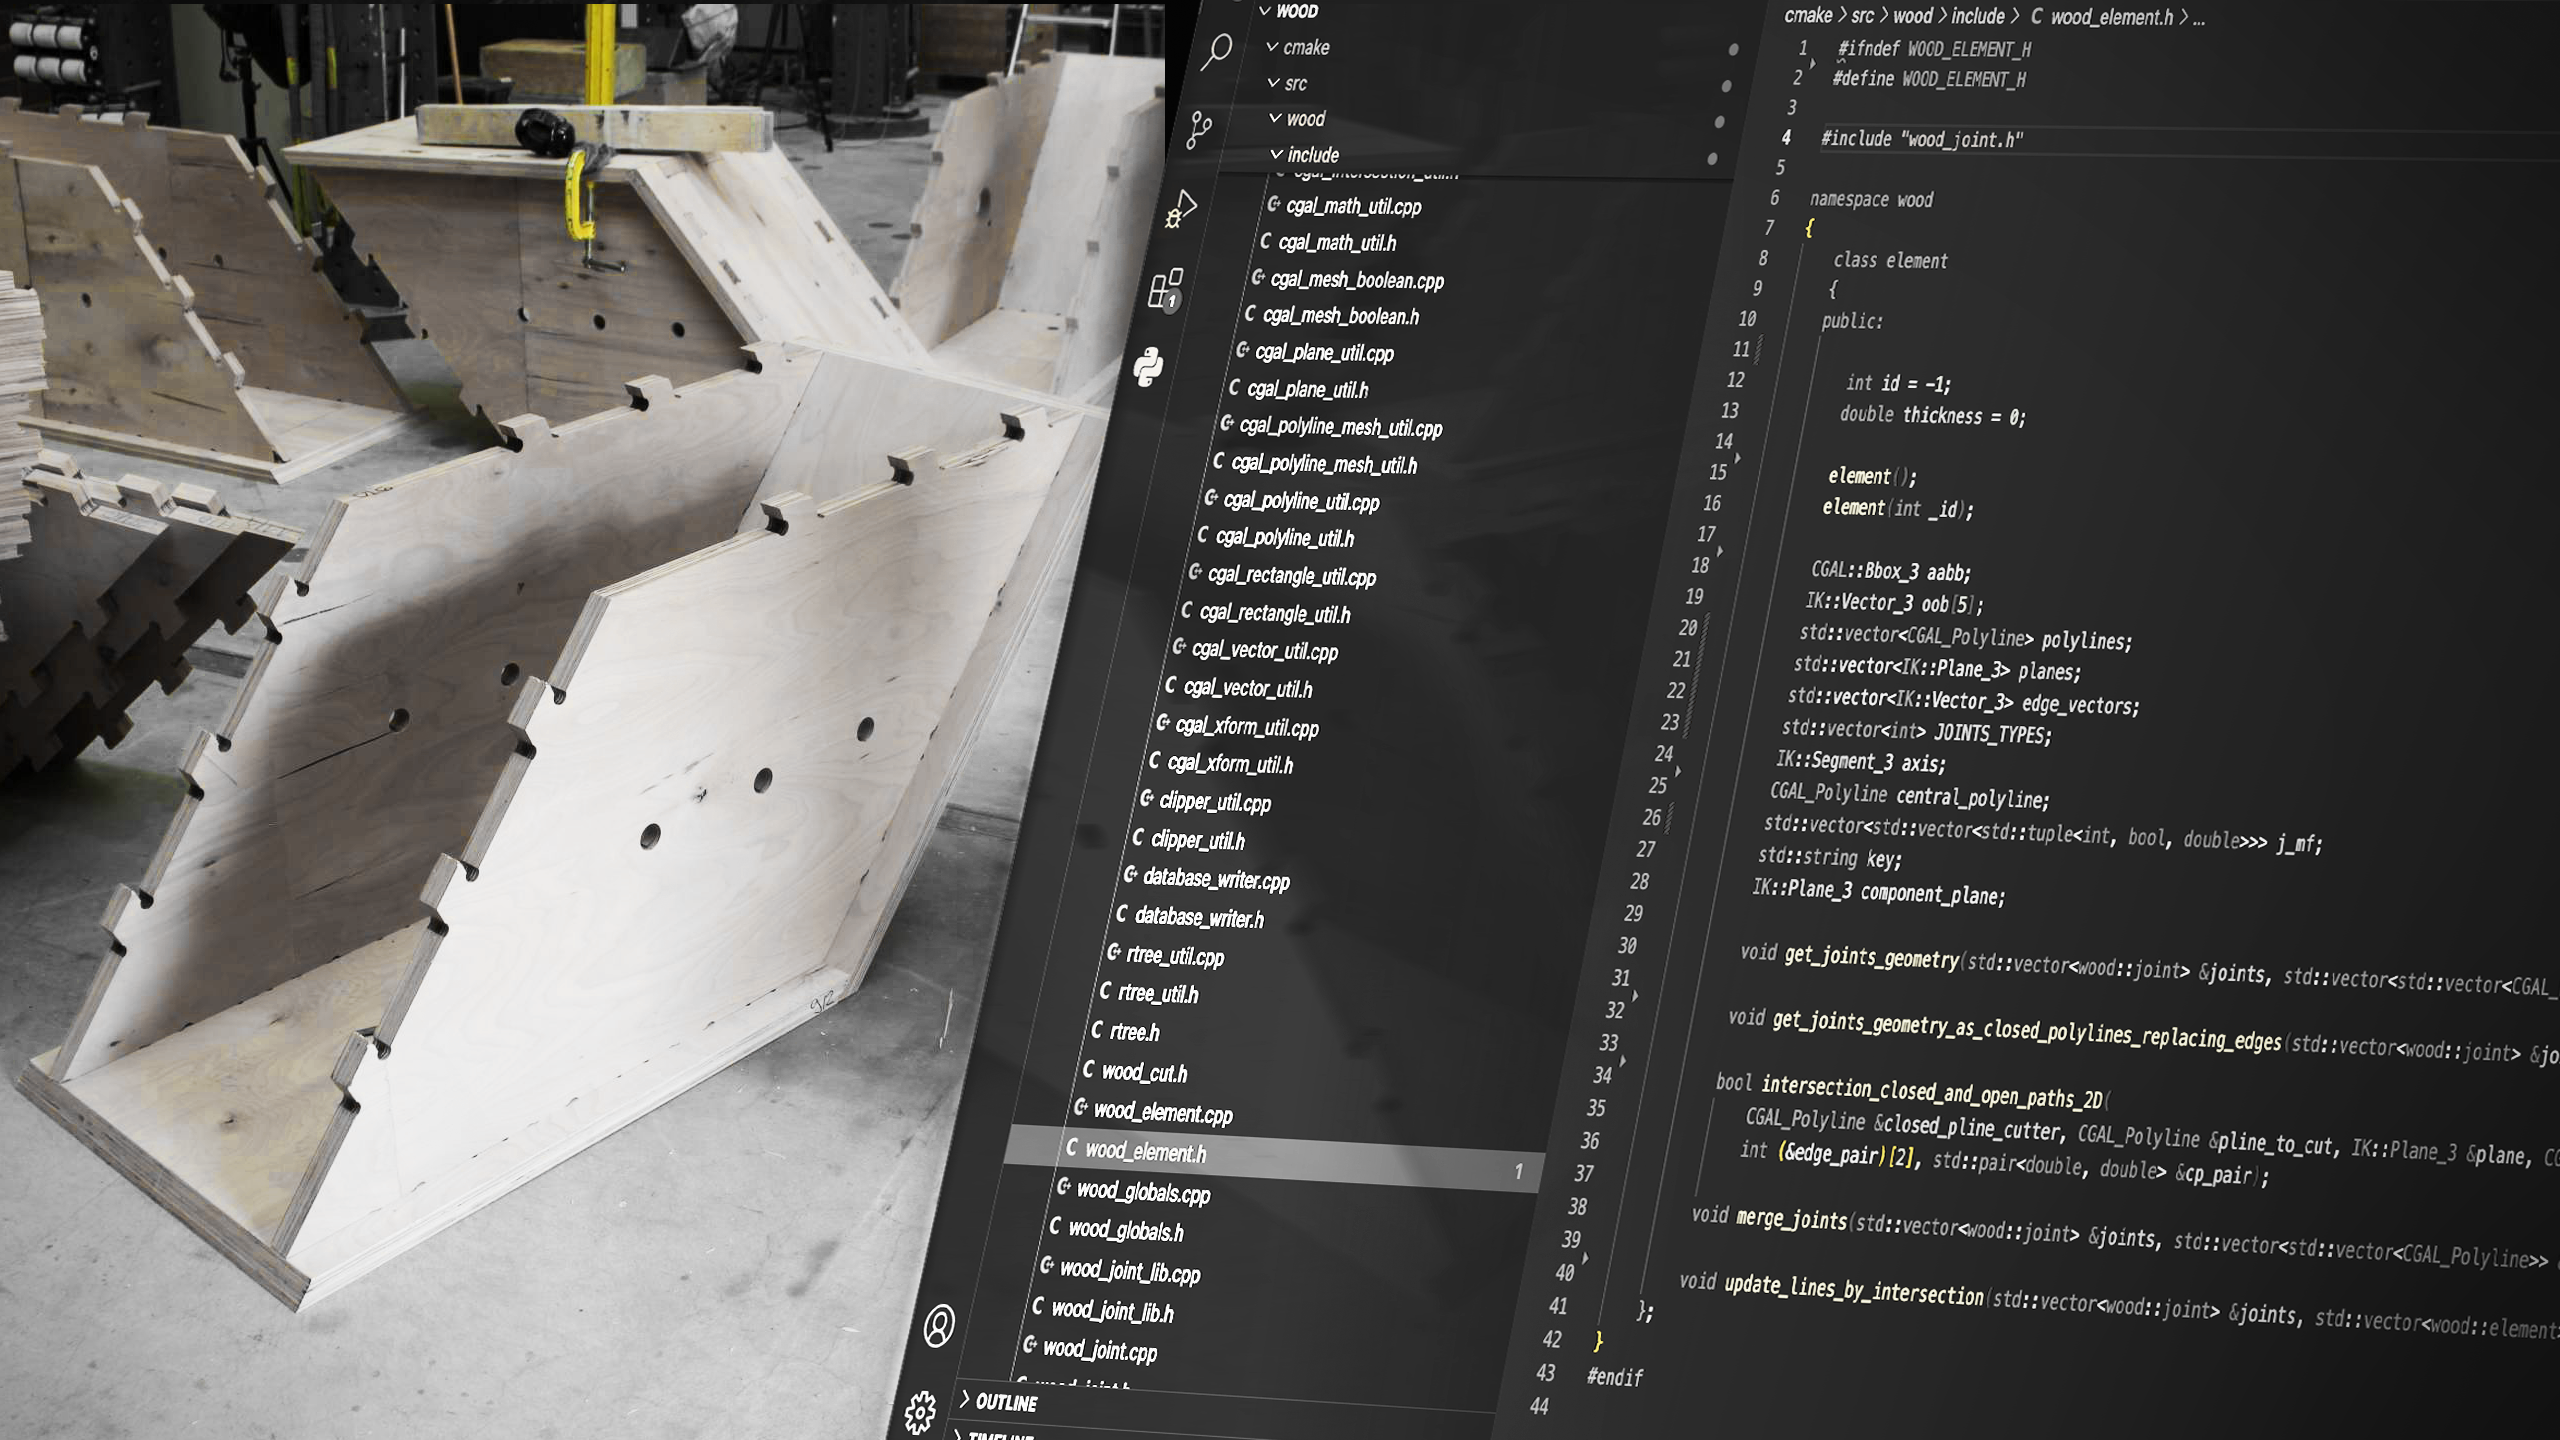 WOOD
cmake
src
wood
include
cgal_intersection_util.h
cgal_math_util.cpp
cgal_math_util.h
cgal_mesh_boolean.cpp
cgal_mesh_boolean.h
cgal_plane_util.cpp
cgal_plane_util.h
cgal_polyline_mesh_util.cpp
cgal_polyline_mesh_util.h
cgal_polyline_util.cpp
cgal_polyline_util.h
cgal_rectangle_util.cpp
cgal_rectangle_util.h
cgal_vector_util.cpp
cgal_vector_util.h
cgal_xform_util.cpp
cgal_xform_util.h
clipper_util.cpp
clipper_util.h
database_writer.cpp
database_writer.h
rtree_util.cpp
rtree_util.h
rtree.h
wood_cut.h
wood_element.cpp
wood_element.h 1
wood_globals.cpp
wood_globals.h
wood_joint_lib.cpp
wood_joint_lib.h
wood_joint.cpp
wood_joint.h
OUTLINE
TIMELINE
cmake > src > wood > include > C wood_element.h > ...
1 #ifndef WOOD_ELEMENT_H
2 #define WOOD_ELEMENT_H
3
4 #include "wood_joint.h"
5
6 namespace wood
7 {
8 class element
9 {
10 public:
11
12 int id = -1;
13 double thickness = 0;
14
15 element();
16 element(int _id);
17
18 CGAL::Bbox_3 aabb;
19 IK::Vector_3 oob[5];
20 std::vector<CGAL_Polyline> polylines;
21 std::vector<IK::Plane_3> planes;
22 std::vector<IK::Vector_3> edge_vectors;
23 std::vector<int> JOINTS_TYPES;
24 IK::Segment_3 axis;
25 CGAL_Polyline central_polyline;
26 std::vector<std::vector<std::tuple<int, bool, double>>> j_mf;
27 std::string key;
28 IK::Plane_3 component_plane;
29
30 void get_joints_geometry(std::vector<wood::joint> &joints, std::vector<std::vector<CGAL_
31
32 void get_joints_geometry_as_closed_polylines_replacing_edges(std::vector<wood::joint> &jo
33
34 bool intersection_closed_and_open_paths_2D(
35 CGAL_Polyline &closed_pline_cutter, CGAL_Polyline &pline_to_cut, IK::Plane_3 &plane, CG
36 int (&edge_pair)[2], std::pair<double, double> &cp_pair);
37
38 void merge_joints(std::vector<wood::joint> &joints, std::vector<std::vector<CGAL_Polyline>>
39
40 void update_lines_by_intersection(std::vector<wood::joint> &joints, std::vector<wood::element>
41 };
42 }
43 #endif
44